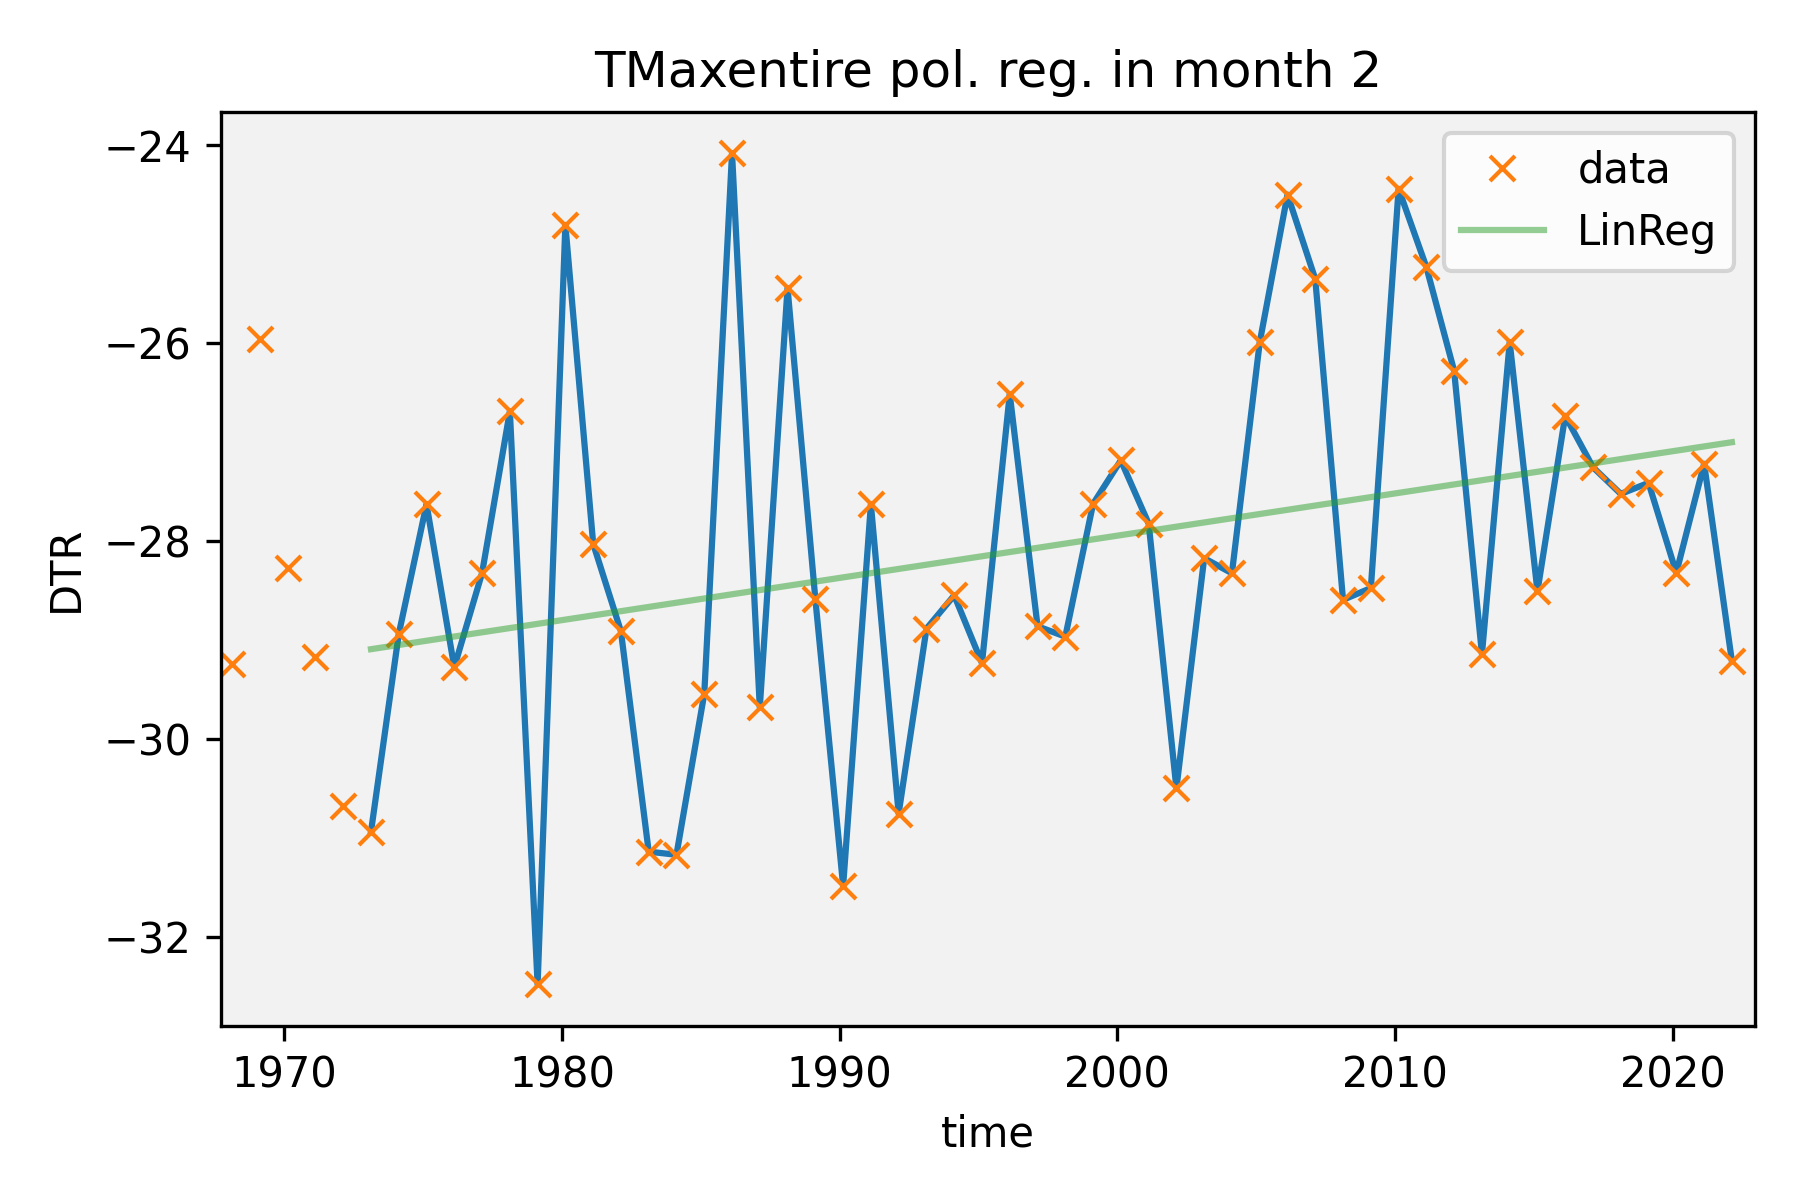 TMaxentire pol. reg. in month 2
data
LinReg
DTR
−24
−26
−28
−30
−32
1970 1980 1990 2000 2010 2020
time